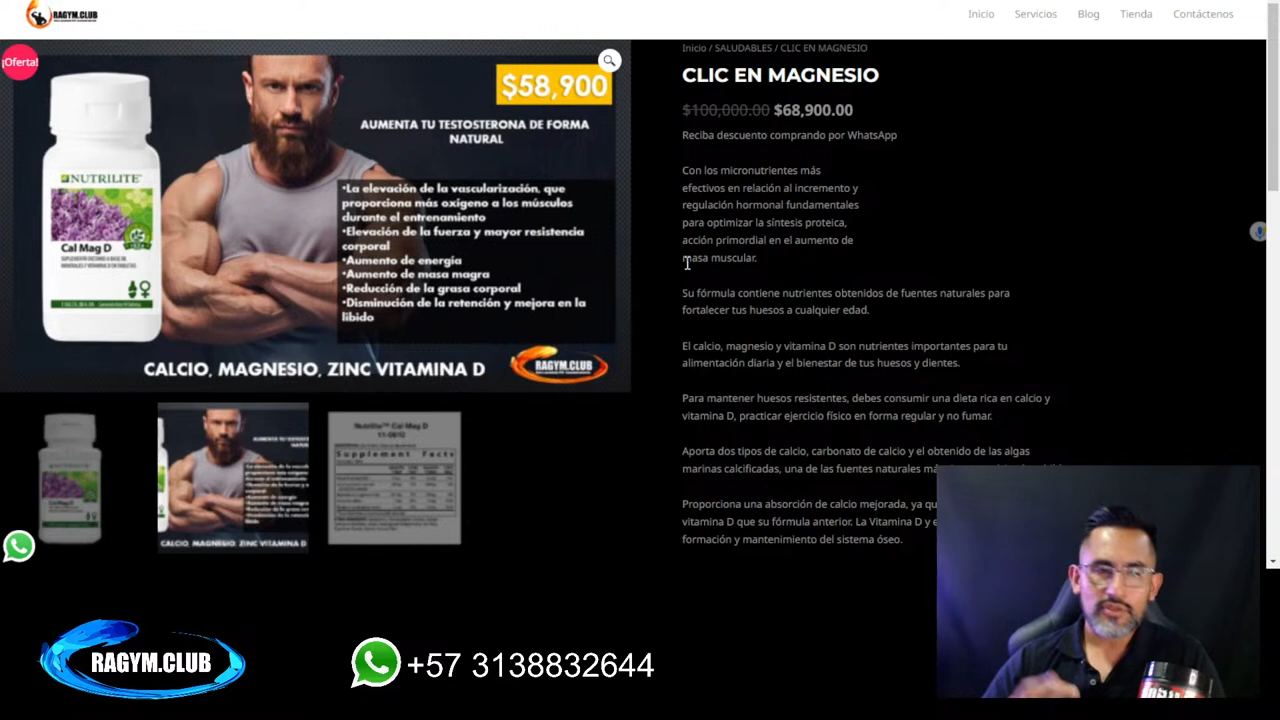 RAGYM.CLUB
Inicio
Servicios
Blog
Tienda
Contáctenos
¡Oferta!
$58,900
AUMENTA TU TESTOSTERONA DE FORMA
NATURAL
•La elevación de la vascularización, que
proporciona más oxigeno a los músculos
durante el entrenamiento
•Elevación de la fuerza y mayor resistencia
corporal
•Aumento de energía
•Aumento de masa magra
•Reducción de la grasa corporal
•Disminución de la retención y mejora en la
libido
NUTRILITE
Cal Mag D
CALCIO, MAGNESIO, ZINC VITAMINA D
RAGYM.CLUB
Inicio / SALUDABLES / CLIC EN MAGNESIO
CLIC EN MAGNESIO
$100,000.00 $68,900.00
Reciba descuento comprando por WhatsApp
Con los micronutrientes más
efectivos en relación al incremento y
regulación hormonal fundamentales
para optimizar la síntesis proteica,
acción primordial en el aumento de
masa muscular.
Su fórmula contiene nutrientes obtenidos de fuentes naturales para
fortalecer tus huesos a cualquier edad.
El calcio, magnesio y vitamina D son nutrientes importantes para tu
alimentación diaria y el bienestar de tus huesos y dientes.
Para mantener huesos resistentes, debes consumir una dieta rica en calcio y
vitamina D, practicar ejercicio físico en forma regular y no fumar.
Aporta dos tipos de calcio, carbonato de calcio y el obtenido de las algas
marinas calcificadas, una de las fuentes naturales
Proporciona una absorción de calcio mejorada, ya
vitamina D que su fórmula anterior. La Vitamina D y
formación y mantenimiento del sistema óseo.
Nutrilite™ Cal Mag D
Supplement Facts
CALCIO, MAGNESIO, ZINC VITAMINA D
RAGYM.CLUB
+57 3138832644